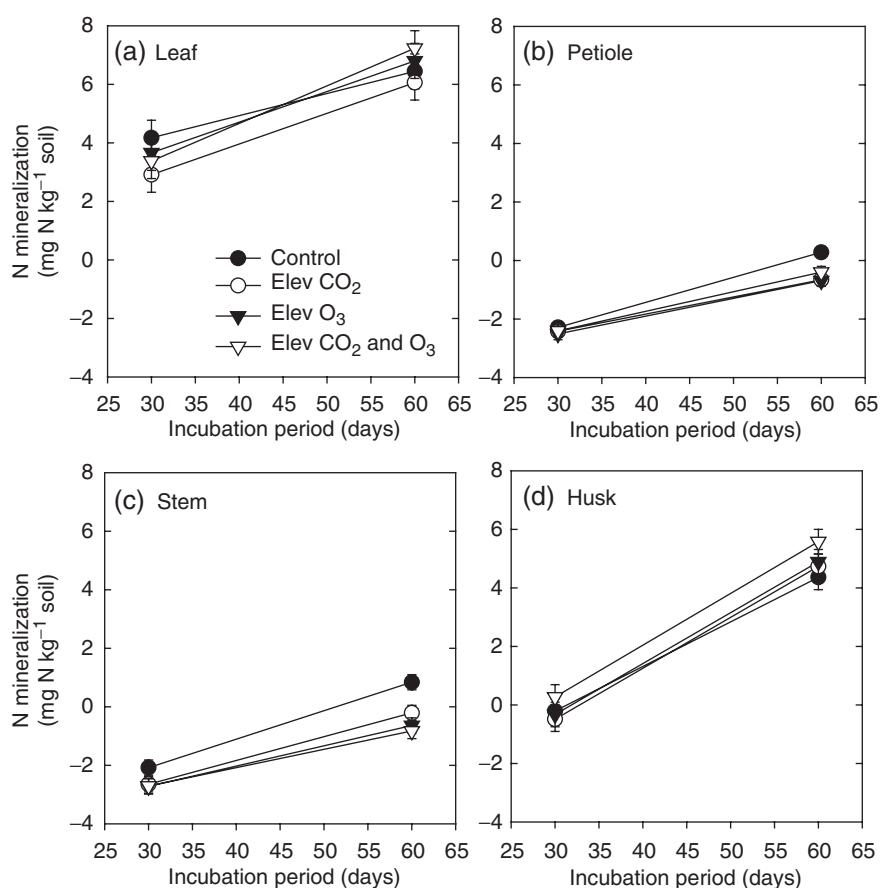 8
6
4
2
0
−2
−4
N mineralization
(mg N kg⁻¹ soil)
(a) Leaf
Control
Elev CO₂
Elev O₃
Elev CO₂ and O₃
25 30 35 40 45 50 55 60 65
Incubation period (days)
8
6
4
2
0
−2
−4
(b) Petiole
25 30 35 40 45 50 55 60 65
Incubation period (days)
8
6
4
2
0
−2
−4
N mineralization
(mg N kg⁻¹ soil)
(c) Stem
25 30 35 40 45 50 55 60 65
Incubation period (days)
8
6
4
2
0
−2
−4
(d) Husk
25 30 35 40 45 50 55 60 65
Incubation period (days)